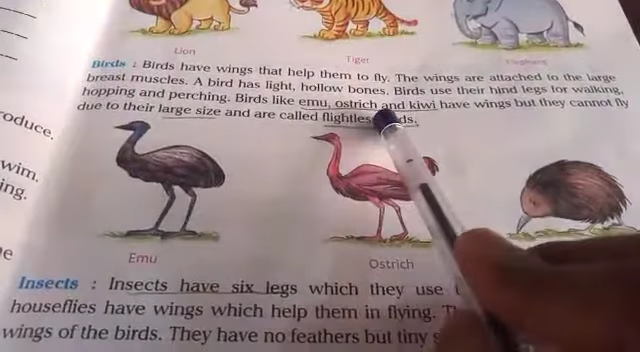 Lion
Tiger
Elephant
Birds : Birds have wings that help them to fly. The wings are attached to the large
breast muscles. A bird has light, hollow bones. Birds use their hind legs for walking,
hopping and perching. Birds like emu, ostrich and kiwi have wings but they cannot fly
due to their large size and are called
oduce.
wim.
ing.
Emu
Ostrich
Insects : Insects have six legs which they use
houseflies have wings which help them in flying.
wings of the birds. They have no feathers but tiny